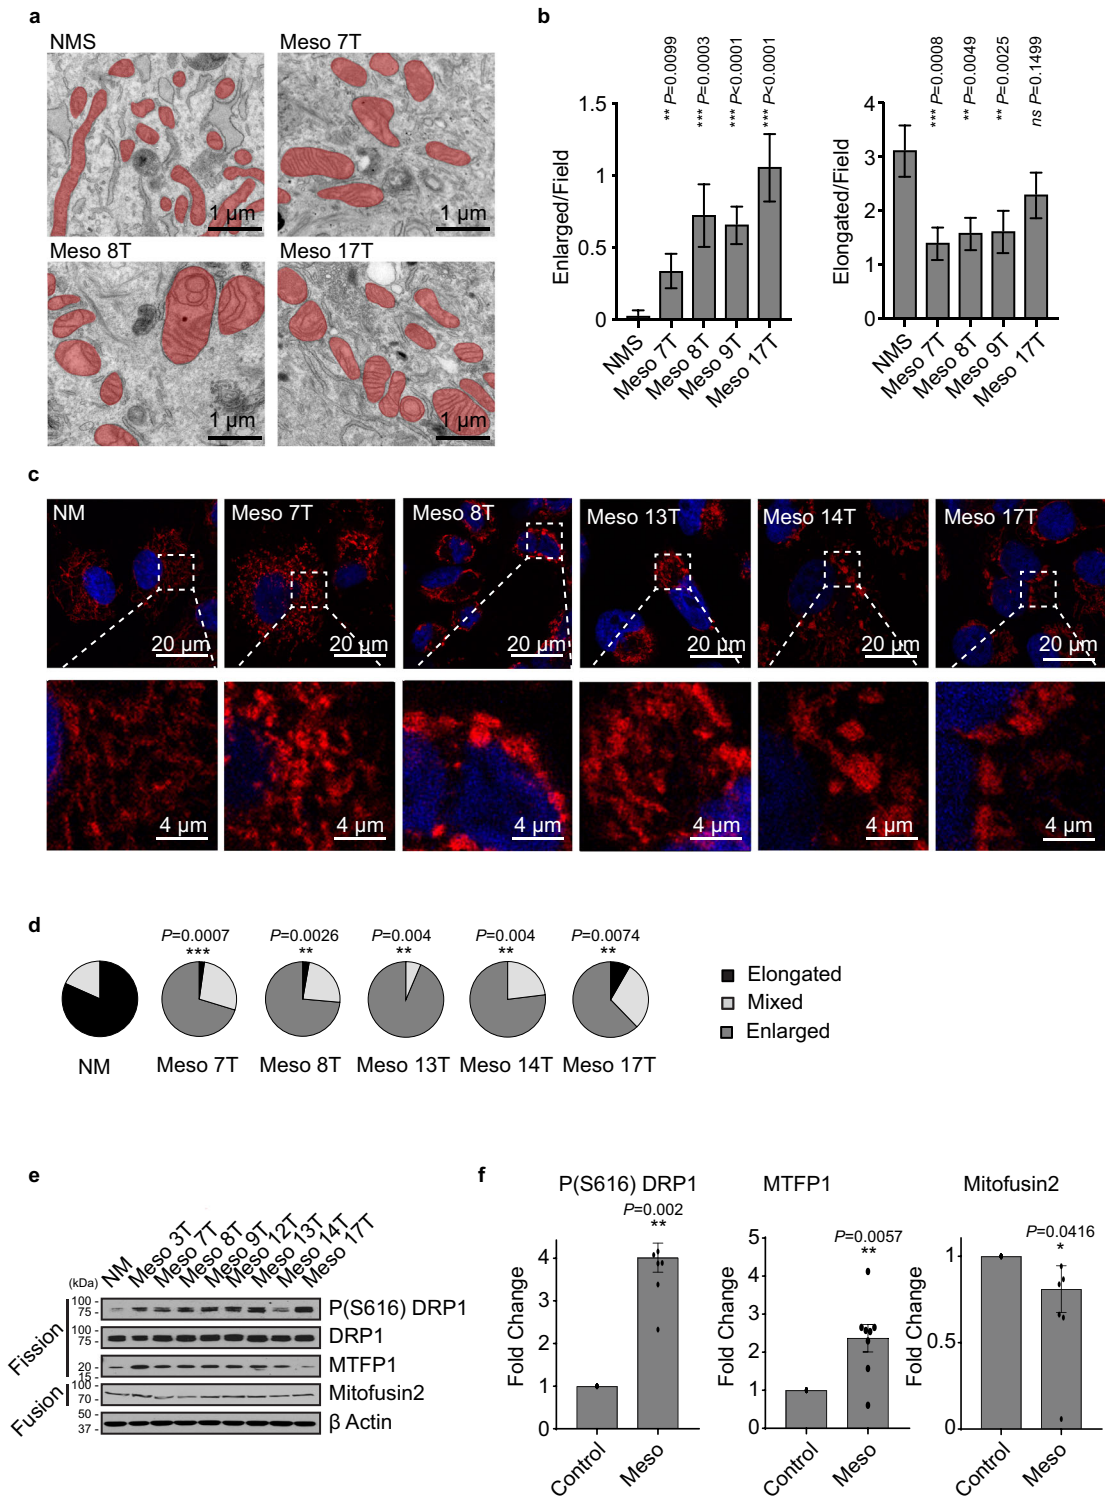 a
NMS
Meso 7T
1 µm
1 µm
Meso 8T
Meso 17T
1 µm
1 µm
b
Enlarged/Field
1.5
1
0.5
0
** P=0.0099
*** P=0.0003
*** P<0.0001
*** P<0.0001
NMS
Meso 7T
Meso 8T
Meso 9T
Meso 17T
Elongated/Field
4
3
2
1
0
*** P=0.0008
** P=0.0049
** P=0.0025
ns P=0.1499
NMS
Meso 7T
Meso 8T
Meso 9T
Meso 17T
c
NM
Meso 7T
Meso 8T
Meso 13T
Meso 14T
Meso 17T
20 µm
20 µm
20 µm
20 µm
20 µm
20 µm
4 µm
4 µm
4 µm
4 µm
4 µm
4 µm
d
P=0.0007
***
P=0.0026
**
P=0.004
**
P=0.004
**
P=0.0074
**
NM
Meso 7T
Meso 8T
Meso 13T
Meso 14T
Meso 17T
Elongated
Mixed
Enlarged
e
NM
Meso 3T
Meso 7T
Meso 8T
Meso 9T
Meso 12T
Meso 13T
Meso 14T
Meso 17T
(kDa)
Fission
100 -
75 -
P(S616) DRP1
100 -
75 -
DRP1
20 -
15 -
MTFP1
Fusion
100 -
70 -
Mitofusin2
50 -
37 -
β Actin
f
P(S616) DRP1
P=0.002
**
Fold Change
4
3
2
1
0
Control
Meso
MTFP1
P=0.0057
**
Fold Change
5
4
3
2
1
0
Control
Meso
Mitofusin2
P=0.0416
*
Fold Change
1
0.5
0
Control
Meso